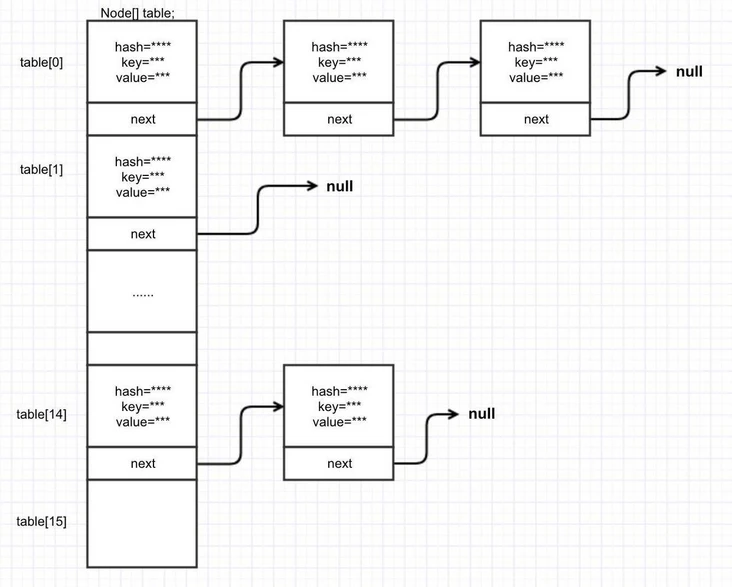 Node[] table;
table[0]
hash=****
key=***
value=***
next
hash=****
key=***
value=***
next
hash=****
key=***
value=***
next
null
table[1]
hash=****
key=***
value=***
next
null
......
table[14]
hash=****
key=***
value=***
next
hash=****
key=***
value=***
next
null
table[15]